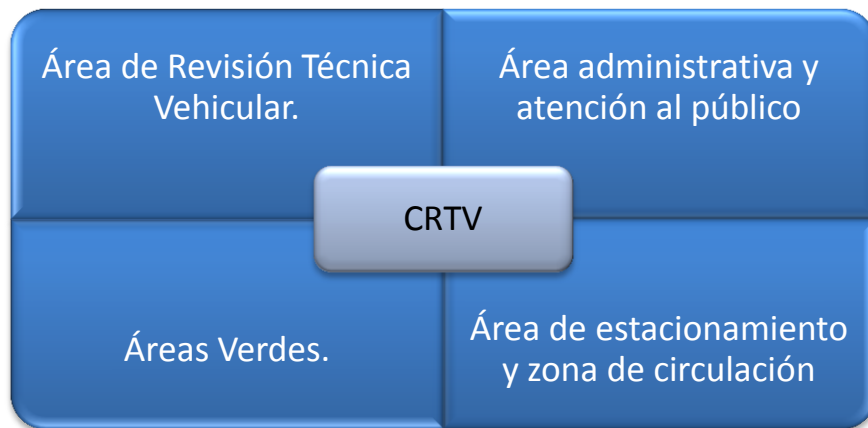 Área de Revisión Técnica
Vehicular.
Área administrativa y
atención al público
CRTV
Áreas Verdes.
Área de estacionamiento
y zona de circulación